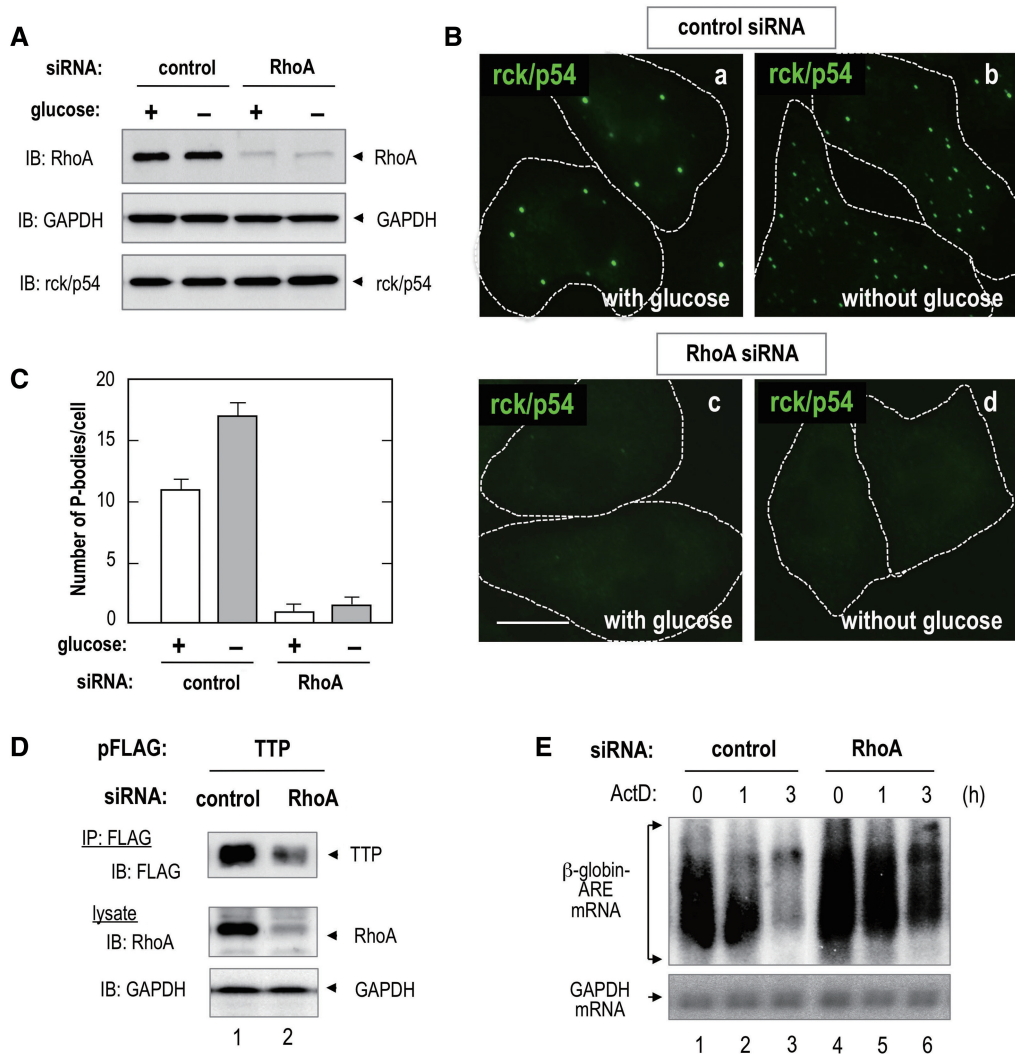 A
siRNA: control RhoA
glucose: + – + –
IB: RhoA RhoA
IB: GAPDH GAPDH
IB: rck/p54 rck/p54
B
control siRNA
rck/p54 a
with glucose
rck/p54 b
without glucose
RhoA siRNA
rck/p54 c
with glucose
rck/p54 d
without glucose
C
Number of P-bodies/cell
20
15
10
5
0
glucose: + – + –
siRNA: control RhoA
D
pFLAG: TTP
siRNA: control RhoA
IP: FLAG
IB: FLAG TTP
lysate
IB: RhoA RhoA
IB: GAPDH GAPDH
1 2
E
siRNA: control RhoA
ActD: 0 1 3 0 1 3 (h)
β-globin-
ARE
mRNA
GAPDH
mRNA
1 2 3 4 5 6